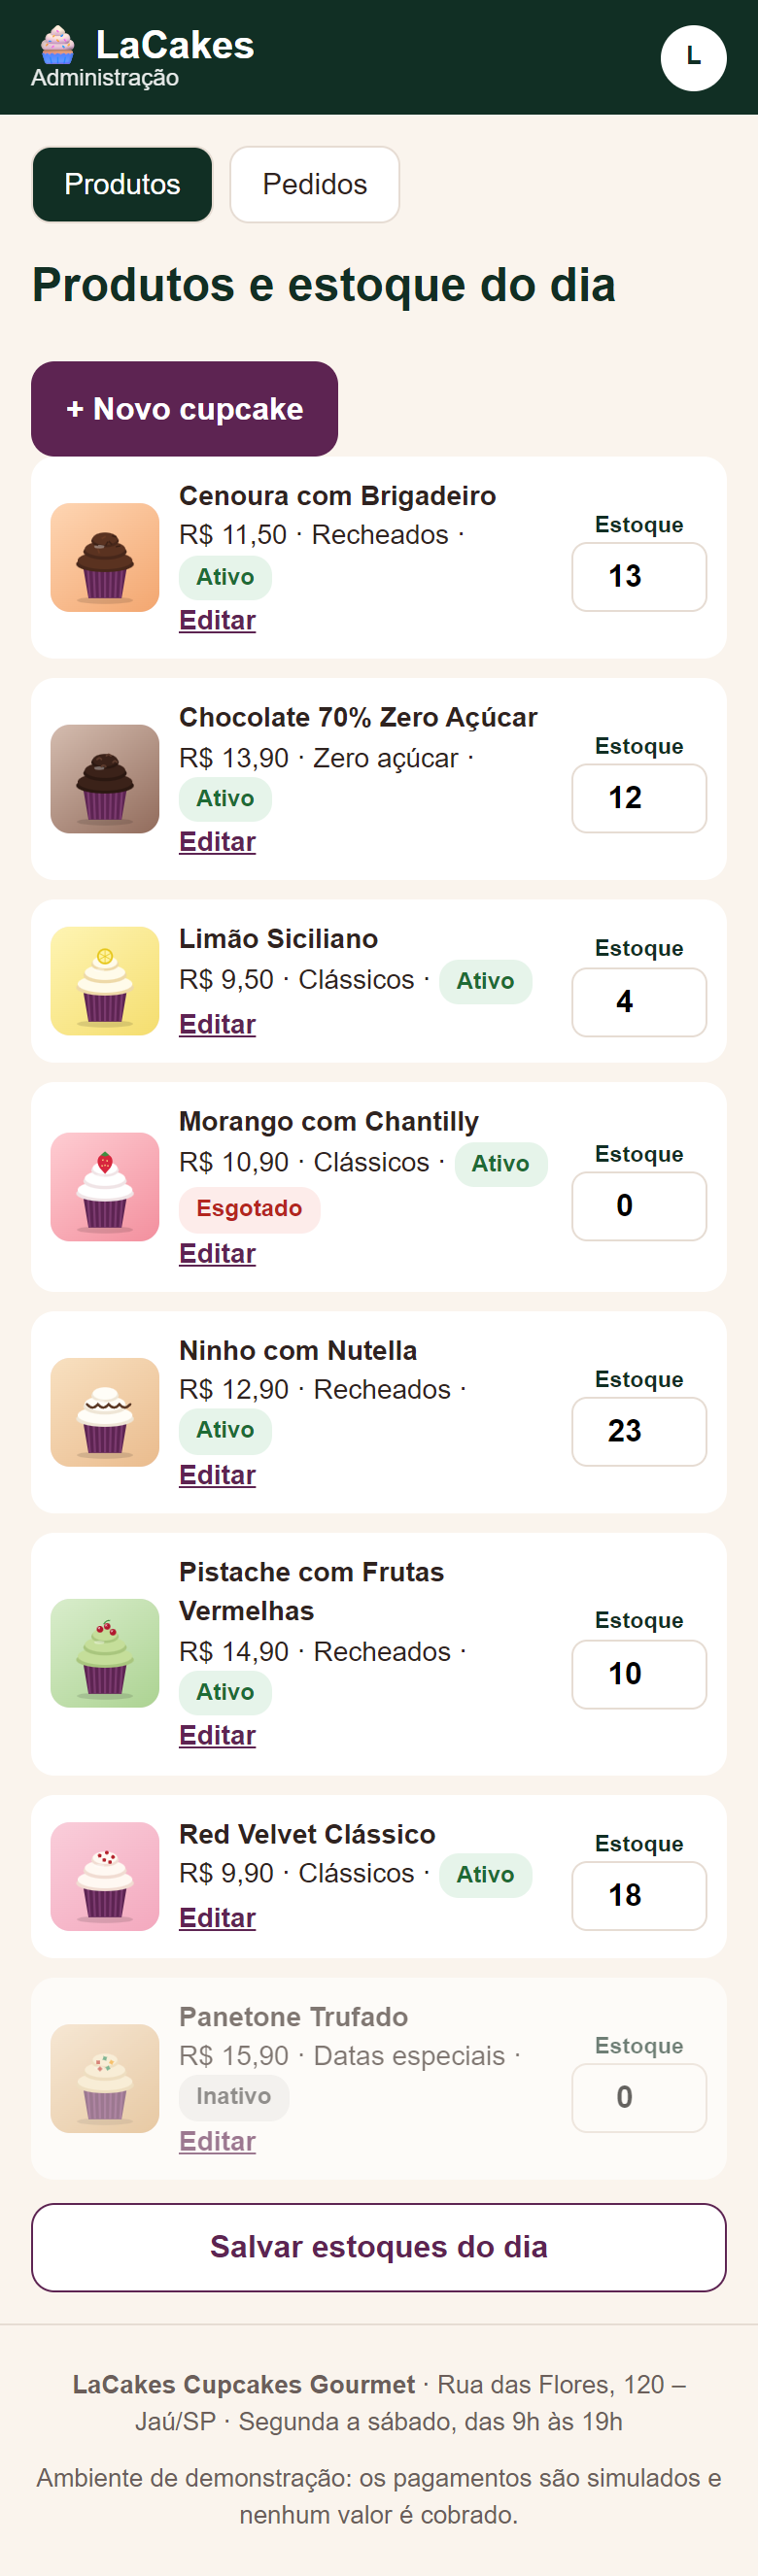 LaCakes
Administração
L
Produtos
Pedidos
Produtos e estoque do dia
+ Novo cupcake
Cenoura com Brigadeiro
R$ 11,50 · Recheados ·
Ativo
Editar
Estoque
13
Chocolate 70% Zero Açúcar
R$ 13,90 · Zero açúcar ·
Ativo
Editar
Estoque
12
Limão Siciliano
R$ 9,50 · Clássicos · Ativo
Editar
Estoque
4
Morango com Chantilly
R$ 10,90 · Clássicos · Ativo
Esgotado
Editar
Estoque
0
Ninho com Nutella
R$ 12,90 · Recheados ·
Ativo
Editar
Estoque
23
Pistache com Frutas
Vermelhas
R$ 14,90 · Recheados ·
Ativo
Editar
Estoque
10
Red Velvet Clássico
R$ 9,90 · Clássicos · Ativo
Editar
Estoque
18
Panetone Trufado
R$ 15,90 · Datas especiais ·
Inativo
Editar
Estoque
0
Salvar estoques do dia
LaCakes Cupcakes Gourmet · Rua das Flores, 120 –
Jaú/SP · Segunda a sábado, das 9h às 19h
Ambiente de demonstração: os pagamentos são simulados e
nenhum valor é cobrado.